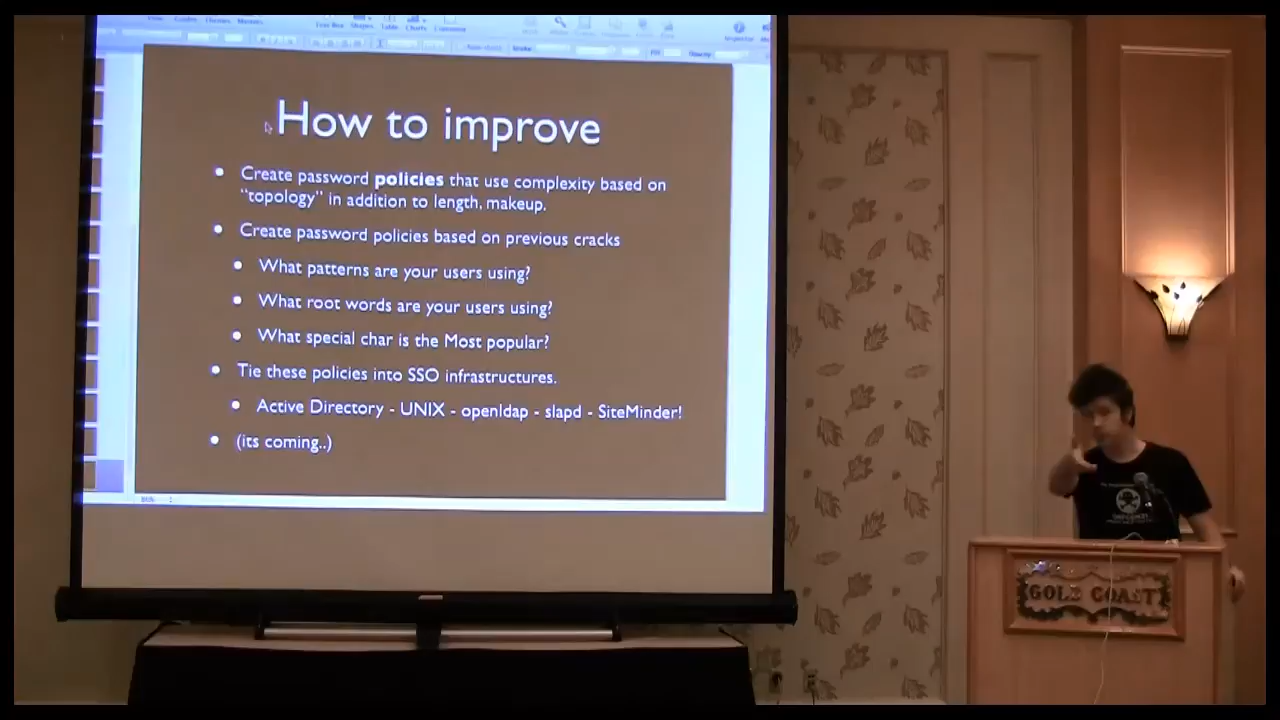 How to improve
Create password policies that use complexity based on
“topology” in addition to length, makeup.
Create password policies based on previous cracks
What patterns are your users using?
What root words are your users using?
What special char is the Most popular?
Tie these policies into SSO infrastructures.
Active Directory - UNIX - openldap - slapd - SiteMinder!
(its coming..)
GOLD COAST